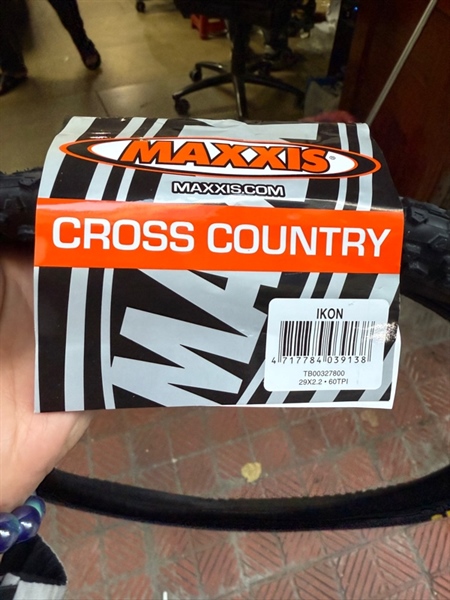 MAXXIS
MAXXIS.COM
CROSS COUNTRY
IKON
4 717784 039138
TB00327800
29X2.2 • 60TPI